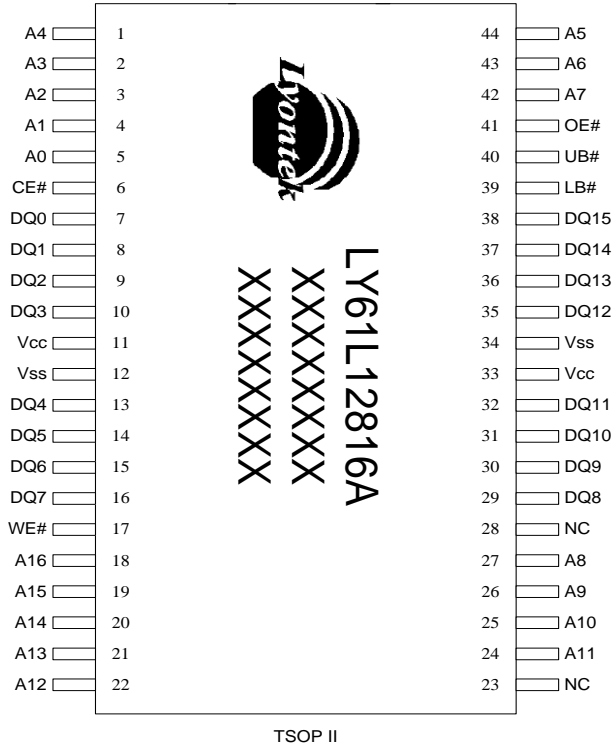 A4 1 44 A5
A3 2 43 A6
A2 3 42 A7
A1 4 41 OE#
A0 5 40 UB#
CE# 6 39 LB#
DQ0 7 38 DQ15
DQ1 8 37 DQ14
DQ2 9 36 DQ13
DQ3 10 35 DQ12
Vcc 11 34 Vss
Vss 12 33 Vcc
DQ4 13 32 DQ11
DQ5 14 31 DQ10
DQ6 15 30 DQ9
DQ7 16 29 DQ8
WE# 17 28 NC
A16 18 27 A8
A15 19 26 A9
A14 20 25 A10
A13 21 24 A11
A12 22 23 NC
Lyontek
LY61L12816A
XXXXXXXX
XXXXXXXX
TSOP II